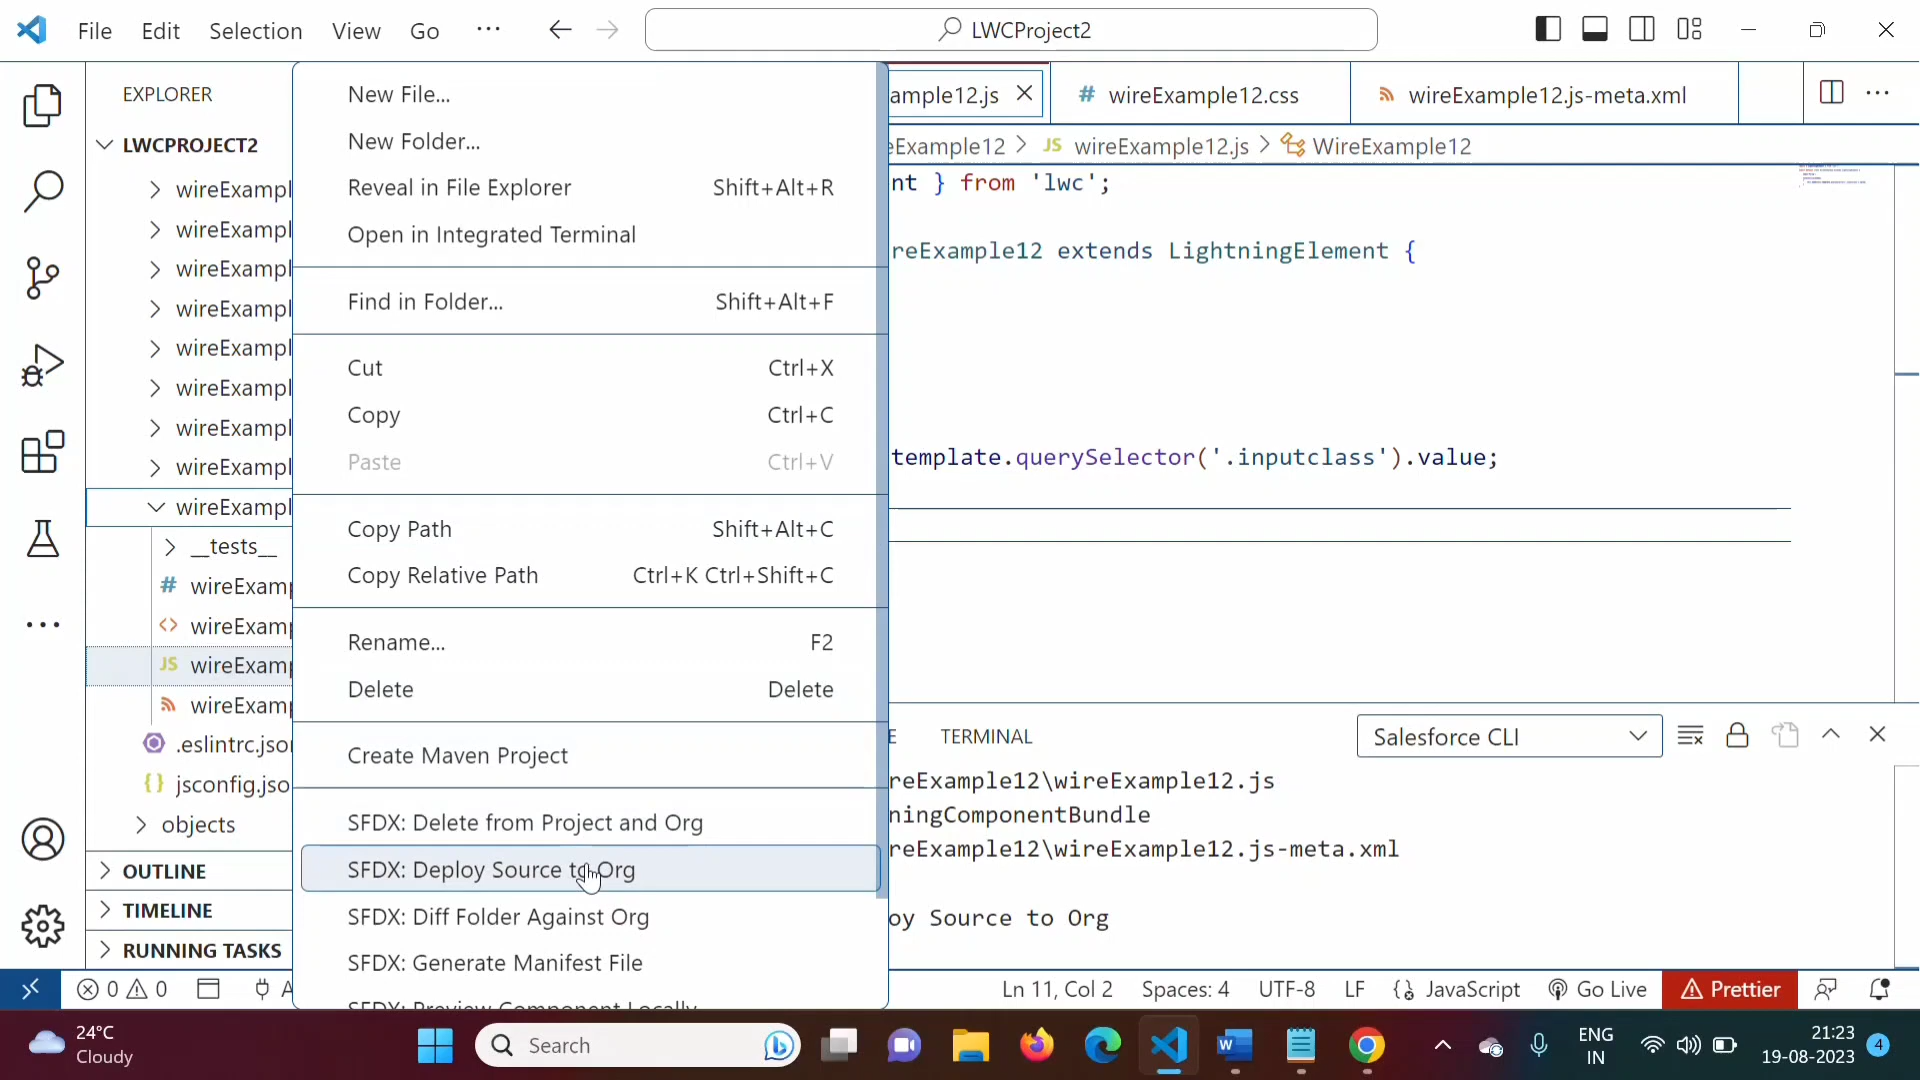 File Edit Selection View Go ··· LWCProject2
EXPLORER
LWCPROJECT2
wireExampl
wireExampl
wireExampl
wireExampl
wireExampl
wireExampl
wireExampl
wireExampl
wireExampl
__tests__
# wireExam
<> wireExam
JS wireExam
wireExam
.eslintrc.jso
{} jsconfig.jso
objects
OUTLINE
TIMELINE
RUNNING TASKS
New File...
New Folder...
Reveal in File Explorer Shift+Alt+R
Open in Integrated Terminal
Find in Folder... Shift+Alt+F
Cut Ctrl+X
Copy Ctrl+C
Paste Ctrl+V
Copy Path Shift+Alt+C
Copy Relative Path Ctrl+K Ctrl+Shift+C
Rename... F2
Delete Delete
Create Maven Project
SFDX: Delete from Project and Org
SFDX: Deploy Source to Org
SFDX: Diff Folder Against Org
SFDX: Generate Manifest File
SFDX: Preview Component Locally
ample12.js # wireExample12.css wireExample12.js-meta.xml ···
eExample12 > JS wireExample12.js > WireExample12
nt } from 'lwc';
reExample12 extends LightningElement {
template.querySelector('.inputclass').value;
E TERMINAL Salesforce CLI
reExample12\wireExample12.js
ningComponentBundle
reExample12\wireExample12.js-meta.xml
oy Source to Org
0 0 A Ln 11, Col 2 Spaces: 4 UTF-8 LF {} JavaScript Go Live Prettier
24°C
Cloudy
Search
ENG
IN
21:23
19-08-2023
4